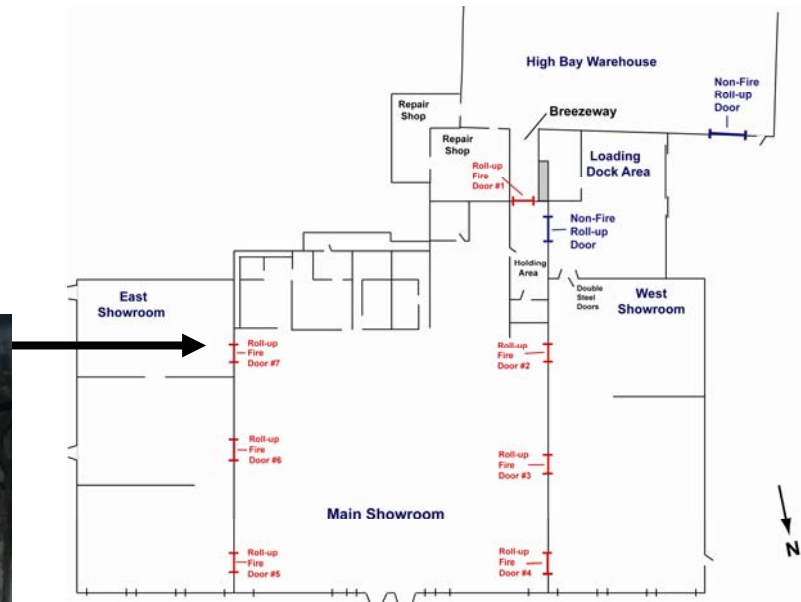 High Bay Warehouse
Non-Fire
Roll-up
Door
Breezeway
Repair
Shop
Repair
Shop
Loading
Dock Area
Roll-up
Fire
Door #1
Non-Fire
Roll-up
Door
Holding
Area
Double
Steel
Doors
East
Showroom
West
Showroom
Roll-up
Fire
Door #7
Roll-up
Fire
Door #2
Roll-up
Fire
Door #6
Roll-up
Fire
Door #3
Main Showroom
N
Roll-up
Fire
Door #5
Roll-up
Fire
Door #4